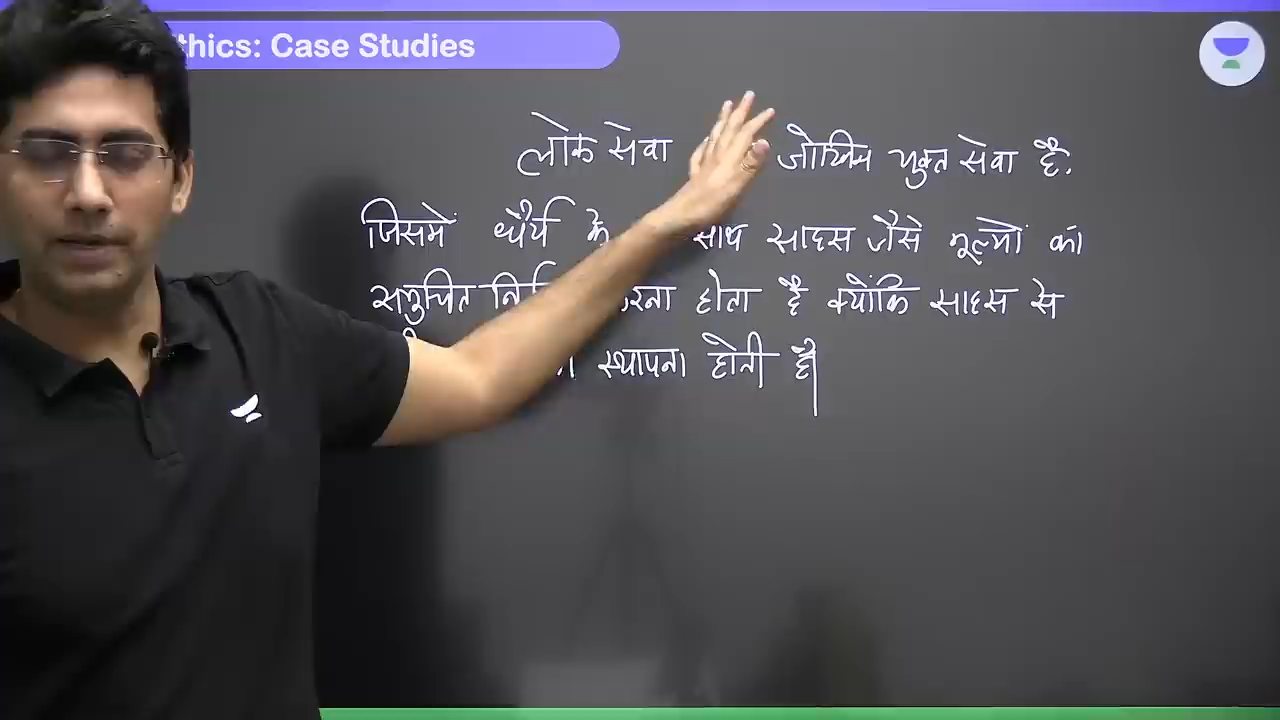 thics: Case Studies
लोक सेवा जोखिम युक्त सेवा है.
जिसमें धैर्य के साथ साहस जैसे मूल्यों का
समुचित करना होता है क्योंकि साहस से
स्थापना होती है।